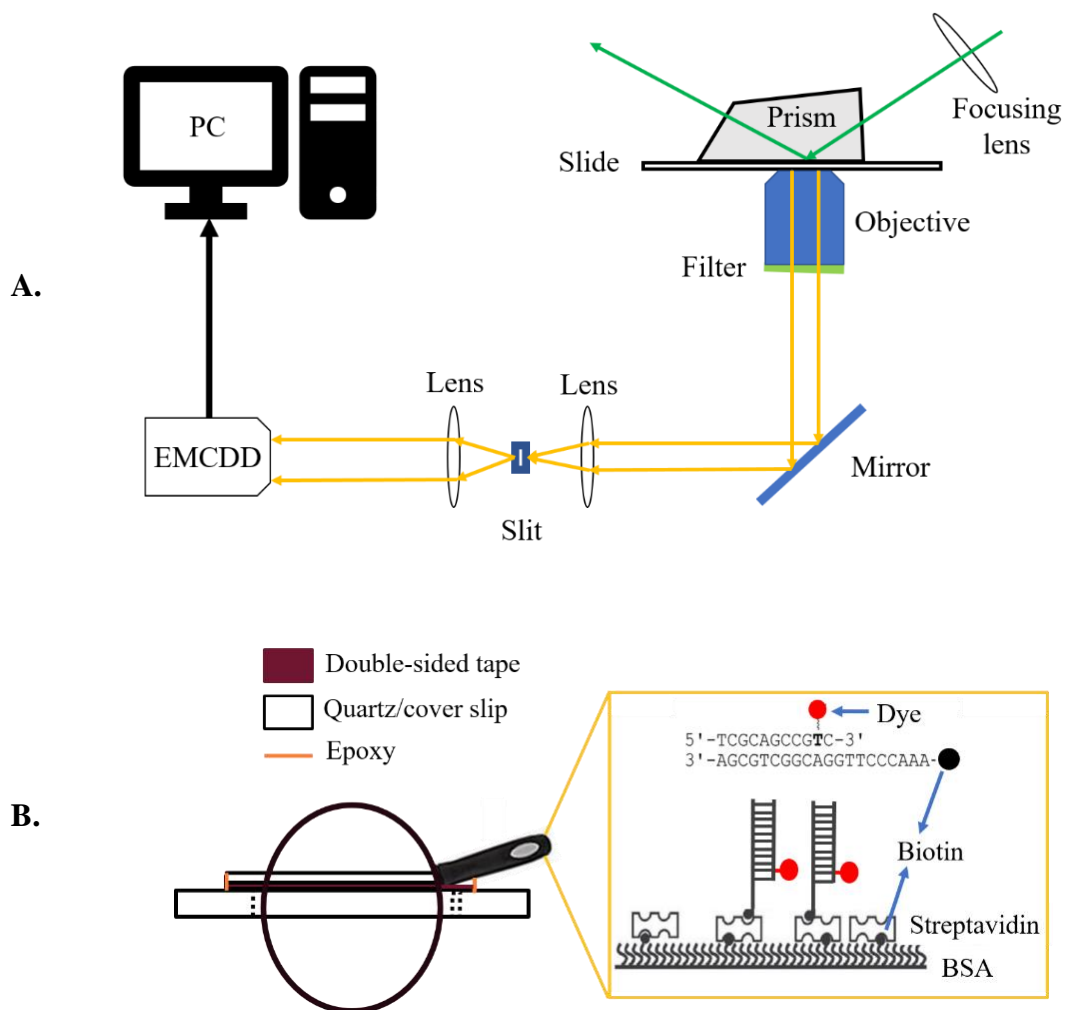 A.
PC
Prism
Focusing
lens
Slide
Objective
Filter
Lens
Lens
EMCDD
Mirror
Slit
B.
Double-sided tape
Quartz/cover slip
Epoxy
Dye
5'-TCGCAGCCGTC-3'
3'-AGCGTCGGCAGGTTCCCAAA-
Biotin
Streptavidin
BSA